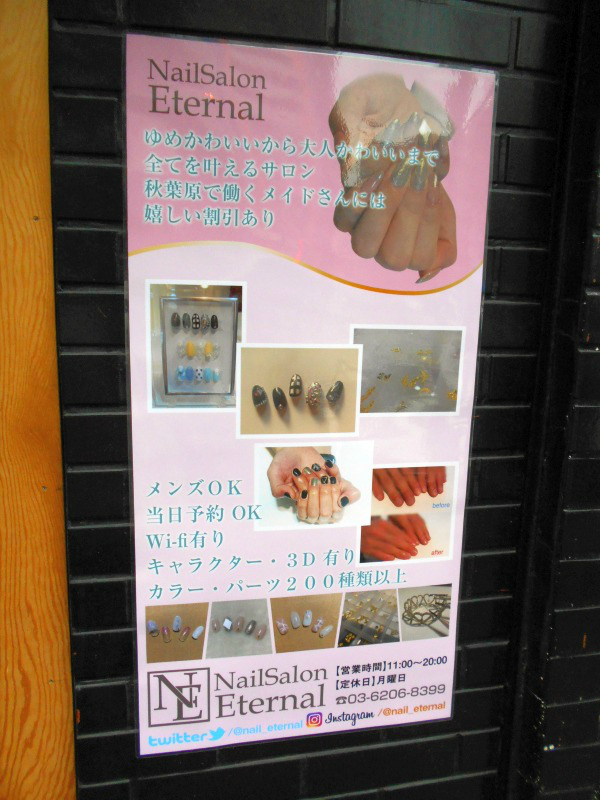 NailSalon
Eternal
ゆめかわいいから大人かわいいまで
全てを叶えるサロン
秋葉原で働くメイドさんには
嬉しい割引あり
before
after
メンズOK
当日予約 OK
Wi-fi有り
キャラクター・３D 有り
カラー・パーツ２００種類以上
NE
NailSalon
Eternal
【営業時間】11:00～20:00
【定休日】月曜日
☎03-6206-8399
twitter /@nail_eternal Instagram /@nail_eternal